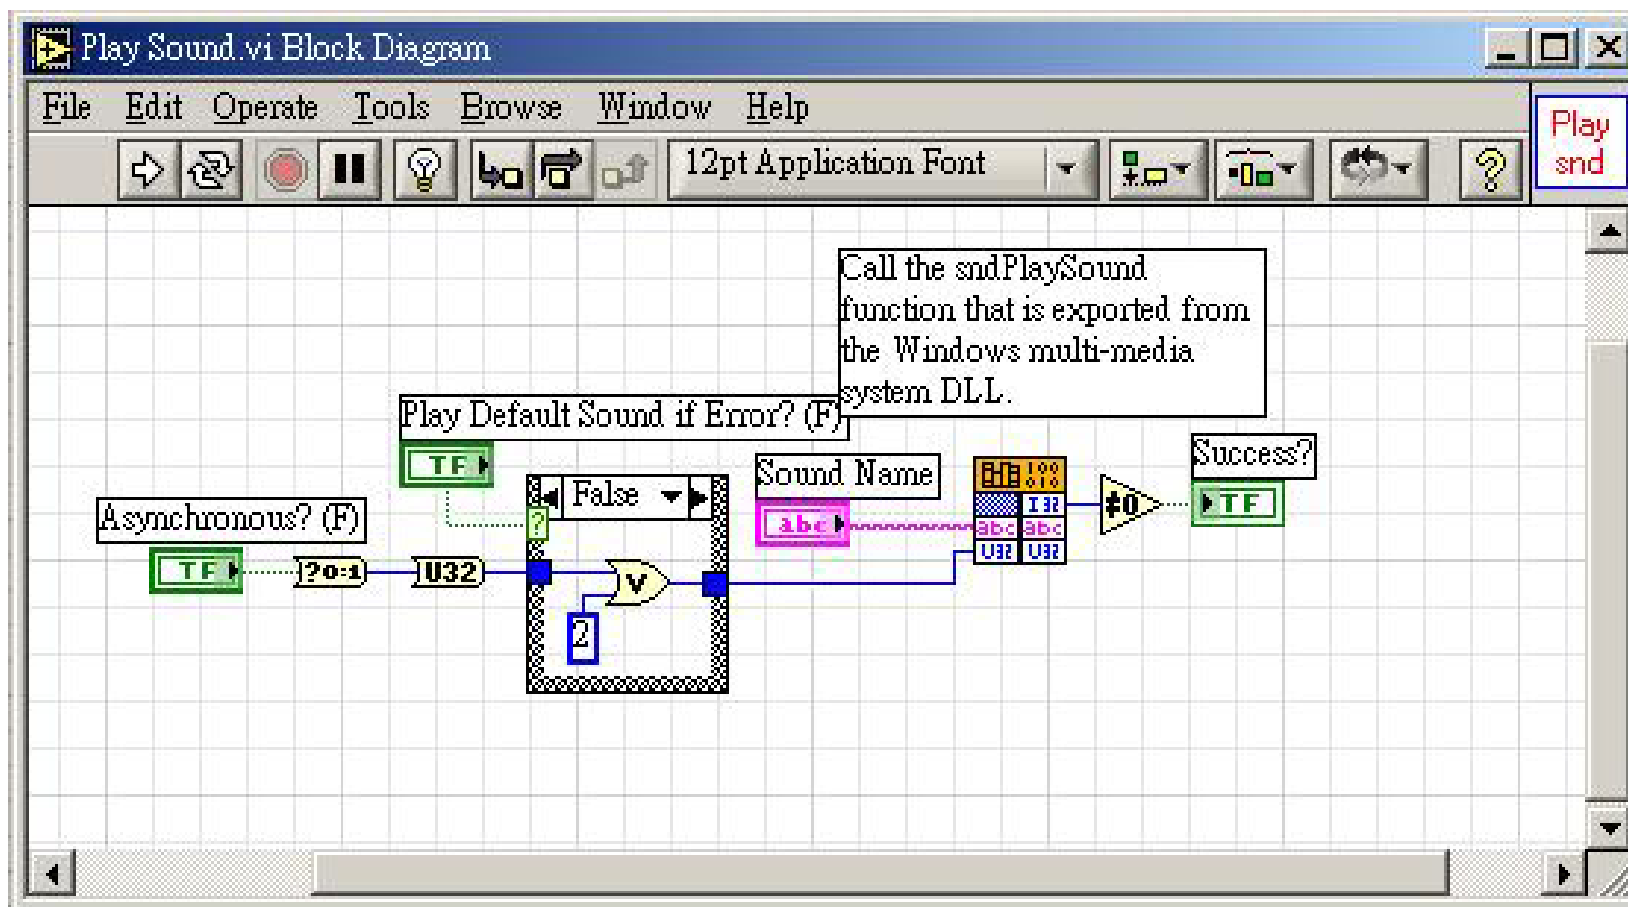 Play Sound.vi Block Diagram
File Edit Operate Tools Browse Window Help
Play
snd
12pt Application Font
?
Call the sndPlaySound
function that is exported from
the Windows multi-media
system DLL.
Play Default Sound if Error? (F)
TF
Asynchronous? (F)
TF
?0:1
U32
False
?
V
2
Sound Name
abc
I32
abc abc
U32 U32
≠0
Success?
TF